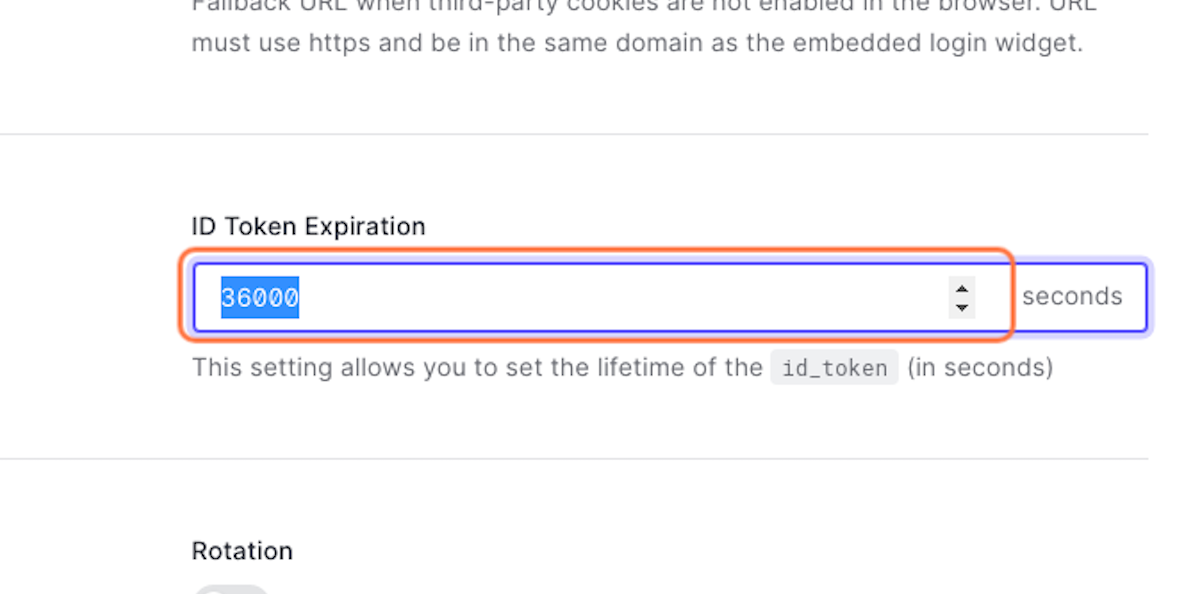 Fallback URL when third-party cookies are not enabled in the browser. URL
must use https and be in the same domain as the embedded login widget.
ID Token Expiration
36000
seconds
This setting allows you to set the lifetime of the id_token (in seconds)
Rotation